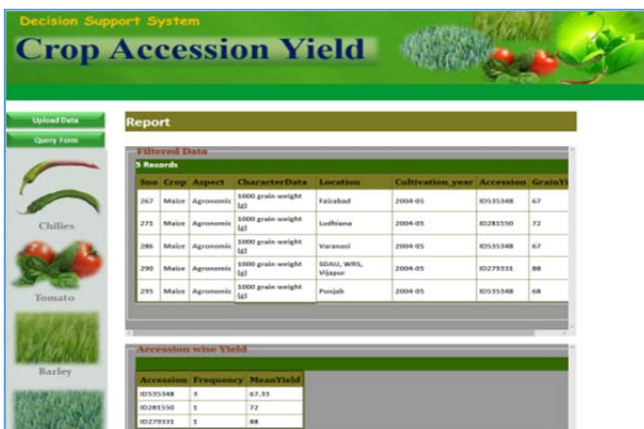 Decision Support System
Crop Accession Yield
Upload Data
Query Form
Chilies
Tomato
Barley
Report
Filtered Data
5 Records
Sno Crop Aspect CharacterData Location Cultivation_year Accession GrainYi
267 Maize Agronomic 1000 grain weight (g) Faizabad 2004-05 ID535348 67
271 Maize Agronomic 1000 grain weight (g) Ludhiana 2004-05 ID281550 72
286 Maize Agronomic 1000 grain weight (g) Varanasi 2004-05 ID535348 67
290 Maize Agronomic 1000 grain weight (g) SDAU, WRS, Vijapur 2004-05 ID279331 88
295 Maize Agronomic 1000 grain weight (g) Punjab 2004-05 ID535348 68
Accession wise Yield
Accession Frequency MeanYield
ID535348 3 67.33
ID281550 1 72
ID279331 1 88